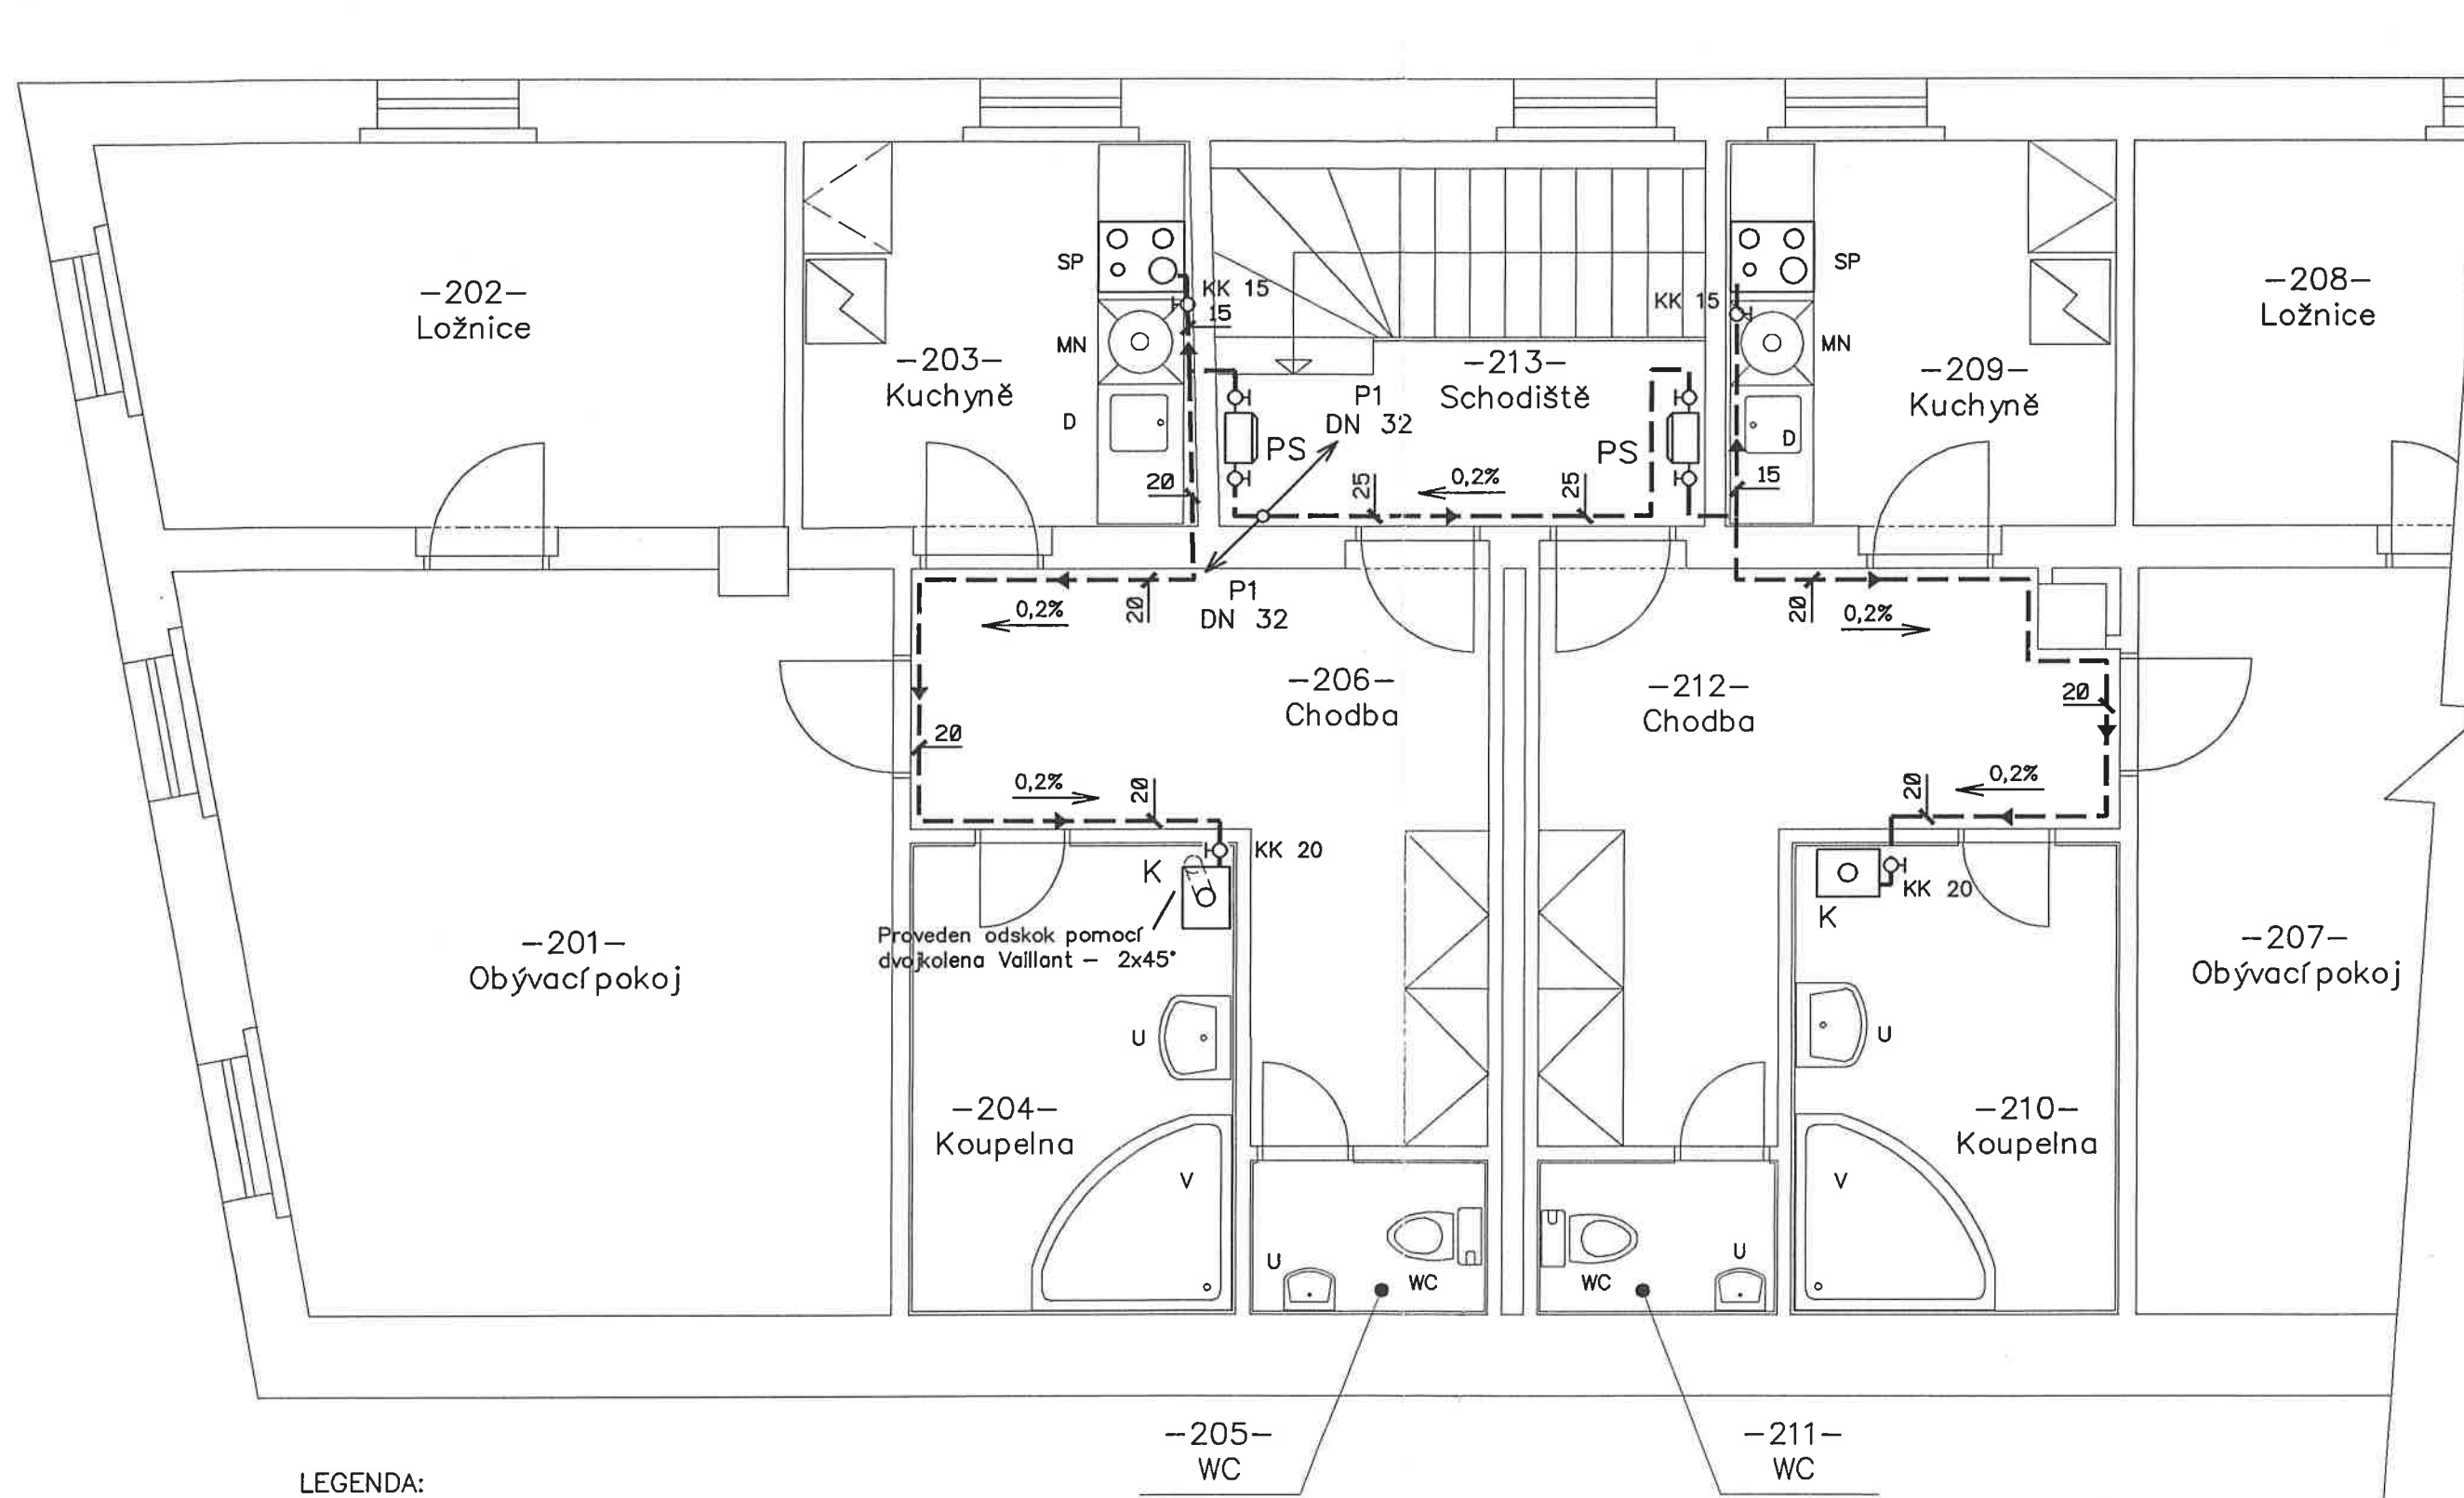 -202-
Ložnice
-203-
Kuchyně
SP
MN
D
KK 15
15
20
-213-
Schodiště
P1
DN 32
PS
PS
25
0,2%
25
KK 15
SP
MN
D
15
-209-
Kuchyně
-208-
Ložnice
P1
DN 32
0,2%
20
20
0,2%
20
-206-
Chodba
-212-
Chodba
20
0,2%
20
0,2%
20
KK 20
K
Proveden odskok pomocí
dvojkolena Vaillant - 2x45°
KK 20
K
-201-
Obývací pokoj
-207-
Obývací pokoj
U
U
-204-
Koupelna
V
-210-
Koupelna
V
U
WC
WC
U
-205-
WC
-211-
WC
LEGENDA: